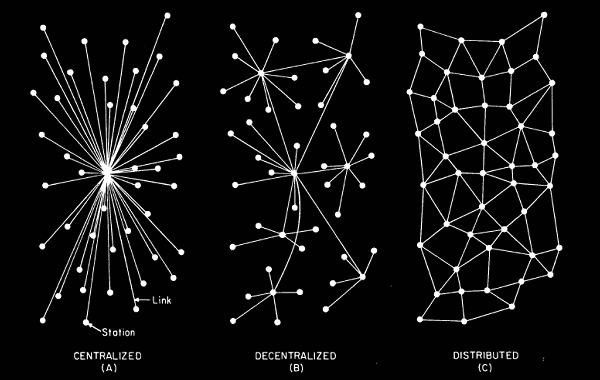 Link
Station
CENTRALIZED
(A)
DECENTRALIZED
(B)
DISTRIBUTED
(C)